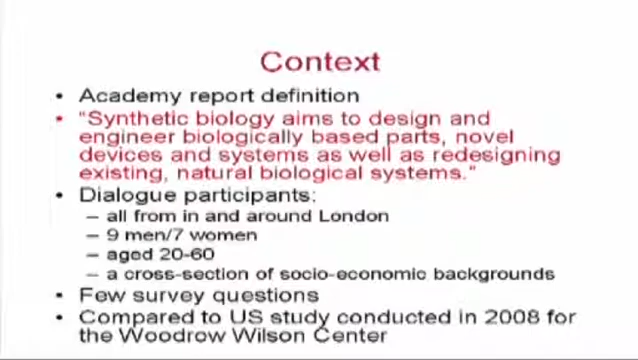 Context
• Academy report definition
• "Synthetic biology aims to design and
engineer biologically based parts, novel
devices and systems as well as redesigning
existing, natural biological systems."
• Dialogue participants:
– all from in and around London
– 9 men/7 women
– aged 20-60
– a cross-section of socio-economic backgrounds
• Few survey questions
• Compared to US study conducted in 2008 for
the Woodrow Wilson Center